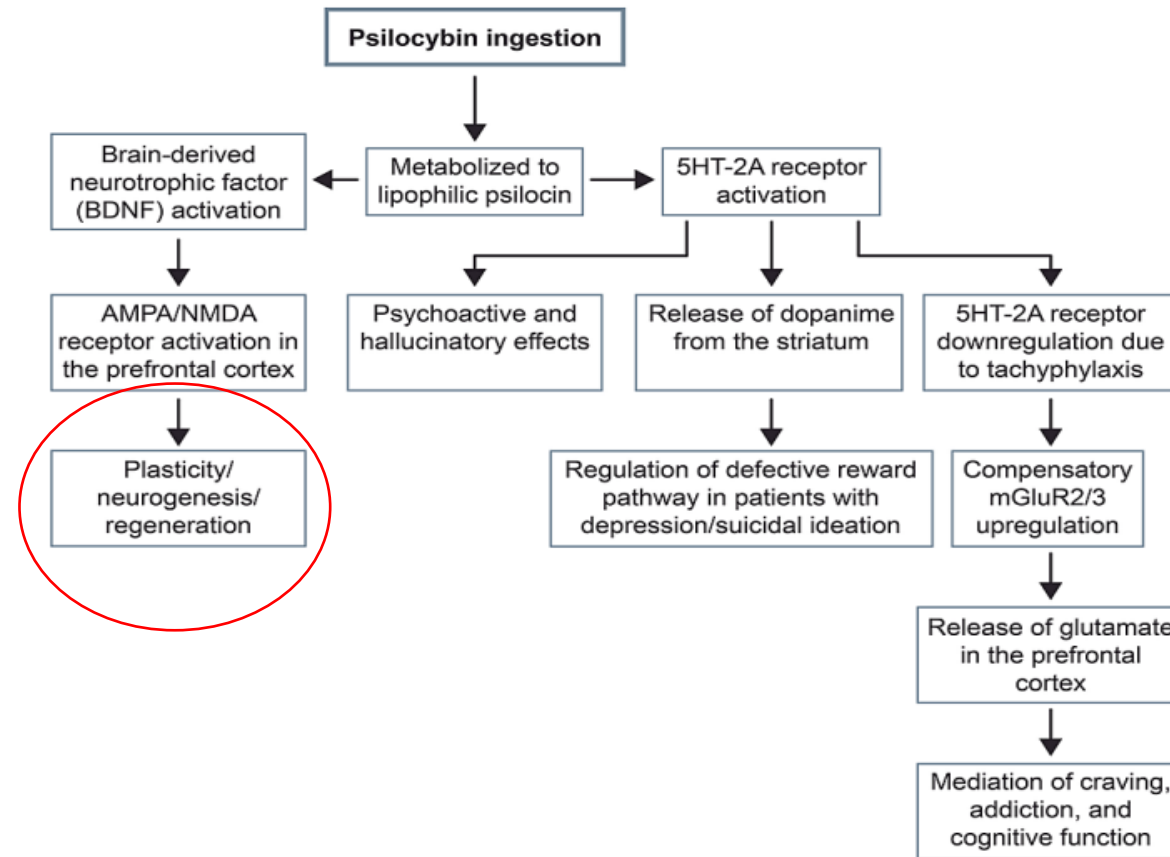 Psilocybin ingestion
Brain-derived
neurotrophic factor
(BDNF) activation
Metabolized to
lipophilic psilocin
5HT-2A receptor
activation
AMPA/NMDA
receptor activation in
the prefrontal cortex
Psychoactive and
hallucinatory effects
Release of dopanime
from the striatum
5HT-2A receptor
downregulation due
to tachyphylaxis
Plasticity/
neurogenesis/
regeneration
Regulation of defective reward
pathway in patients with
depression/suicidal ideation
Compensatory
mGluR2/3
upregulation
Release of glutamate
in the prefrontal
cortex
Mediation of craving,
addiction, and
cognitive function